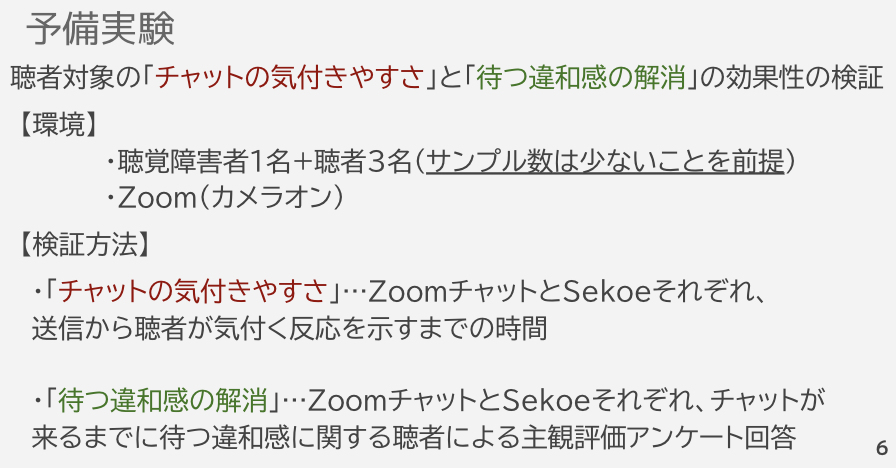 予備実験
聴者対象の「チャットの気付きやすさ」と「待つ違和感の解消」の効果性の検証
【環境】
・聴覚障害者1名+聴者3名(サンプル数は少ないことを前提)
・Zoom(カメラオン)
【検証方法】
・「チャットの気付きやすさ」…ZoomチャットとSekoeそれぞれ、
送信から聴者が気付く反応を示すまでの時間
・「待つ違和感の解消」…ZoomチャットとSekoeそれぞれ、チャットが
来るまでに待つ違和感に関する聴者による主観評価アンケート回答
6